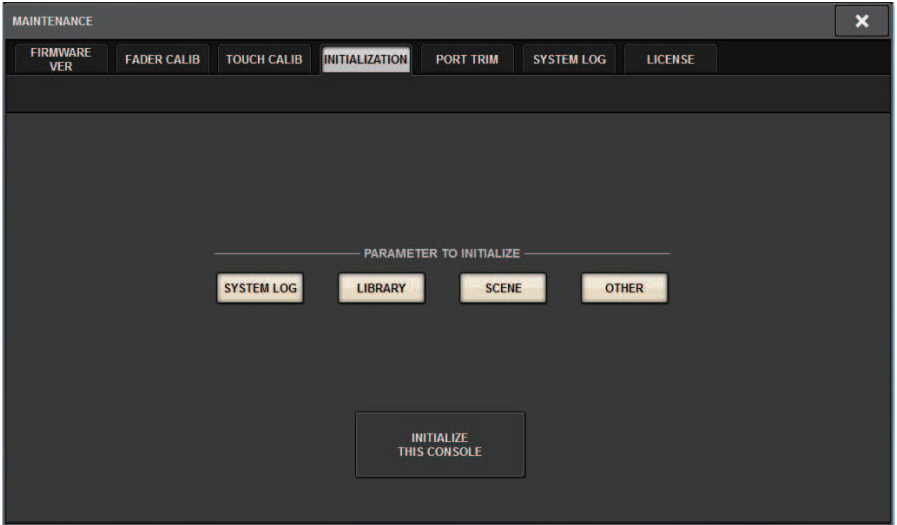 MAINTENANCE
FIRMWARE VER FADER CALIB TOUCH CALIB INITIALIZATION PORT TRIM SYSTEM LOG LICENSE
PARAMETER TO INITIALIZE
SYSTEM LOG LIBRARY SCENE OTHER
INITIALIZE
THIS CONSOLE